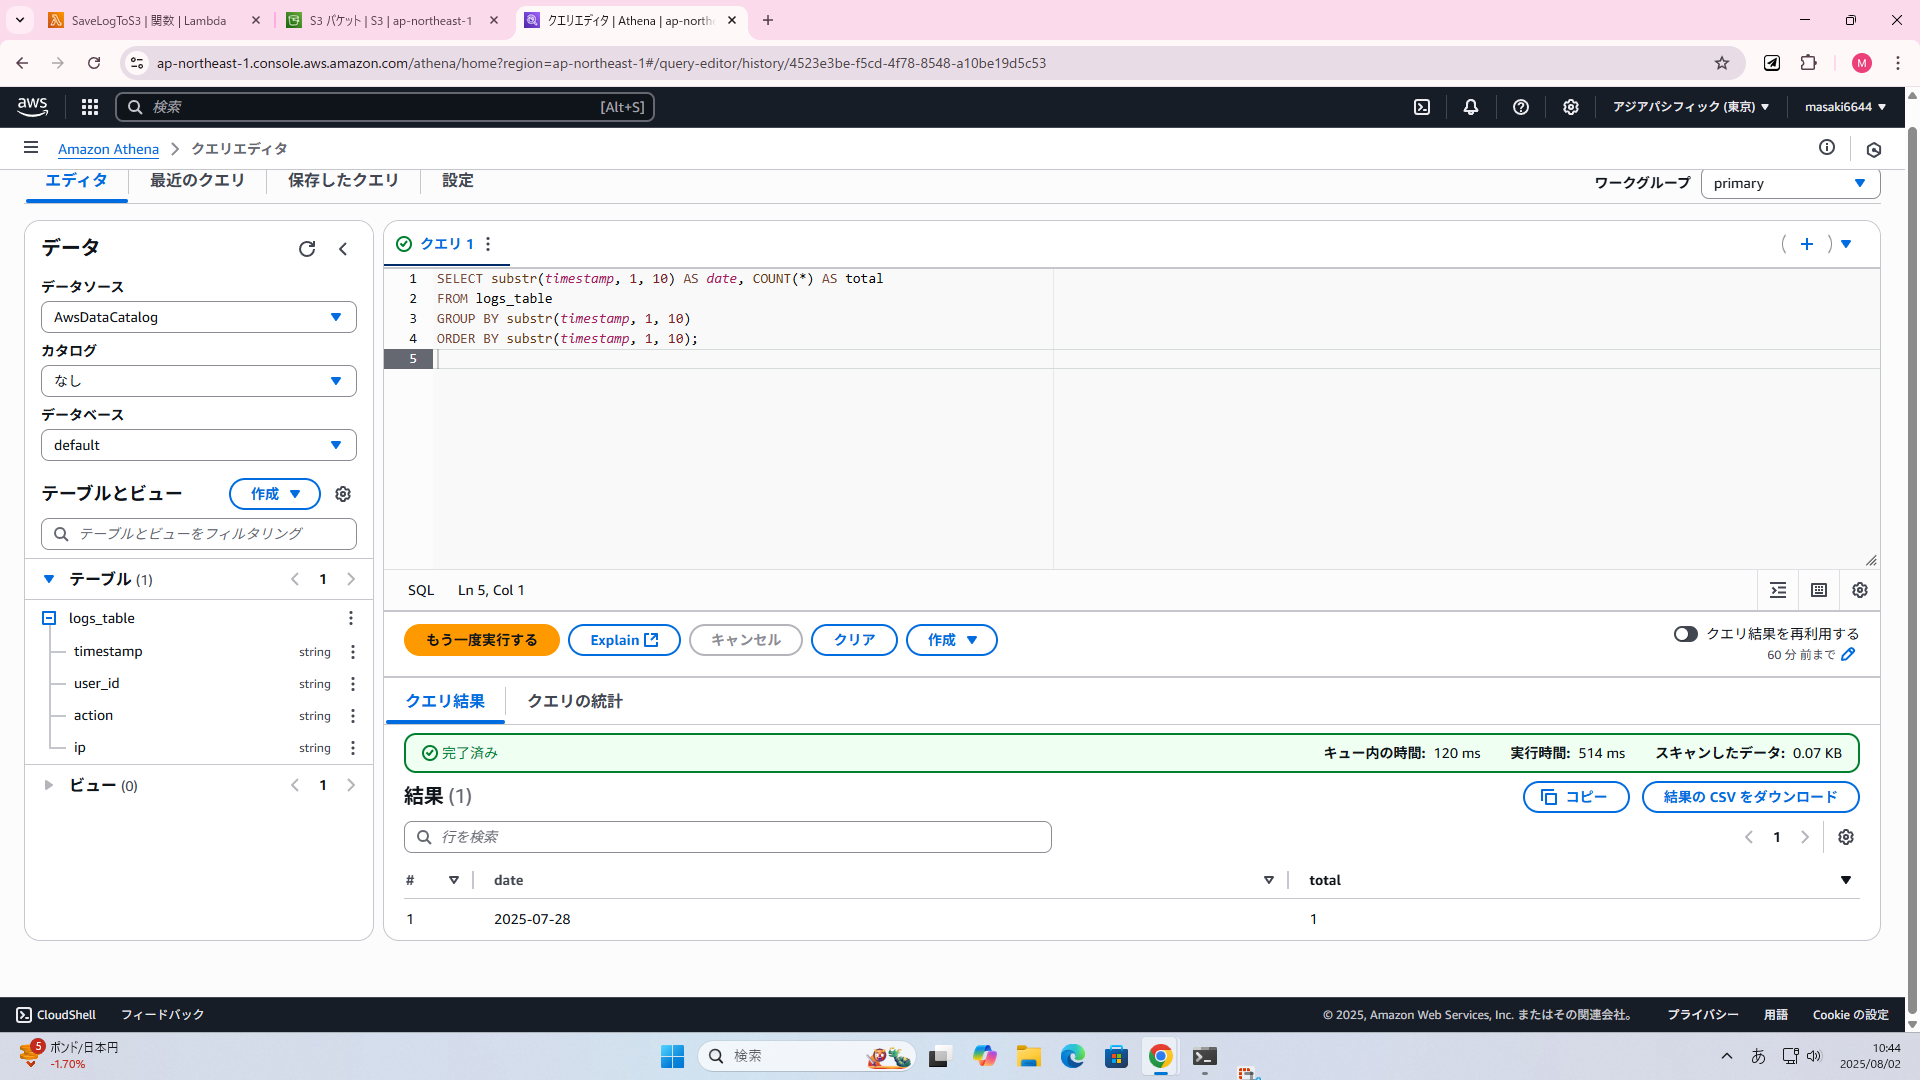 SaveLogToS3 | 関数 | Lambda
S3 バケット | S3 | ap-northeast-1
クエリエディタ | Athena | ap-northe
ap-northeast-1.console.aws.amazon.com/athena/home?region=ap-northeast-1#/query-editor/history/4523e3be-f5cd-4f78-8548-a10be19d5c53
M
aws
検索
[Alt+S]
アジアパシフィック (東京)
masaki6644
Amazon Athena
クエリエディタ
エディタ
最近のクエリ
保存したクエリ
設定
ワークグループ
primary
データ
データソース
AwsDataCatalog
カタログ
なし
データベース
default
テーブルとビュー
作成
テーブルとビューをフィルタリング
テーブル (1)
1
logs_table
timestamp string
user_id string
action string
ip string
ビュー (0)
1
クエリ 1
1 SELECT substr(timestamp, 1, 10) AS date, COUNT(*) AS total
2 FROM logs_table
3 GROUP BY substr(timestamp, 1, 10)
4 ORDER BY substr(timestamp, 1, 10);
5
SQL Ln 5, Col 1
もう一度実行する
Explain
キャンセル
クリア
作成
クエリ結果を再利用する
60 分 前まで
クエリ結果
クエリの統計
完了済み
キュー内の時間: 120 ms
実行時間: 514 ms
スキャンしたデータ: 0.07 KB
結果 (1)
コピー
結果の CSV をダウンロード
行を検索
1
# date total
1 2025-07-28 1
CloudShell
フィードバック
© 2025, Amazon Web Services, Inc. またはその関連会社。
プライバシー
用語
Cookie の設定
5
ポンド/日本円
-1.70%
検索
あ
10:44
2025/08/02